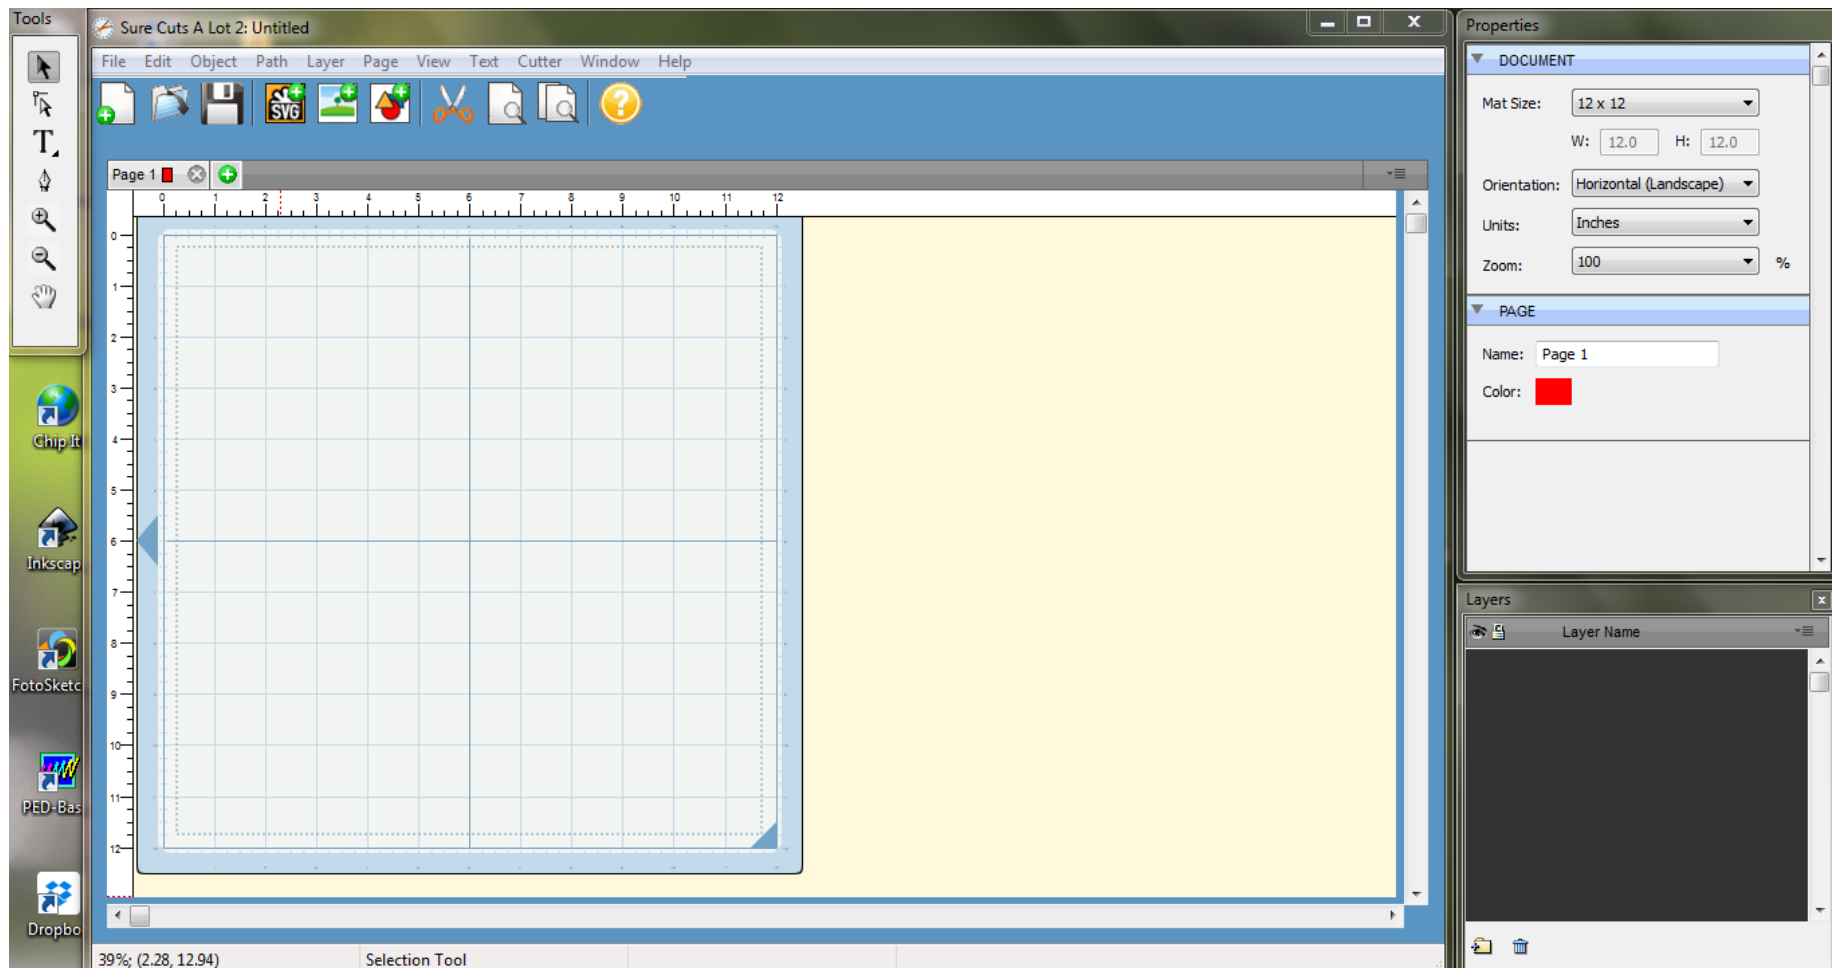 Tools
Sure Cuts A Lot 2: Untitled
File Edit Object Path Layer Page View Text Cutter Window Help
SVG
T
Page 1
0 1 2 3 4 5 6 7 8 9 10 11 12
0
1
2
3
4
5
6
7
8
9
10
11
12
39%; (2.28, 12.94) Selection Tool
Chip It
Inkscap
FotoSketc
PED-Bas
Dropbo
Properties
DOCUMENT
Mat Size: 12 x 12
W: 12.0 H: 12.0
Orientation: Horizontal (Landscape)
Units: Inches
Zoom: 100 %
PAGE
Name: Page 1
Color:
Layers
Layer Name